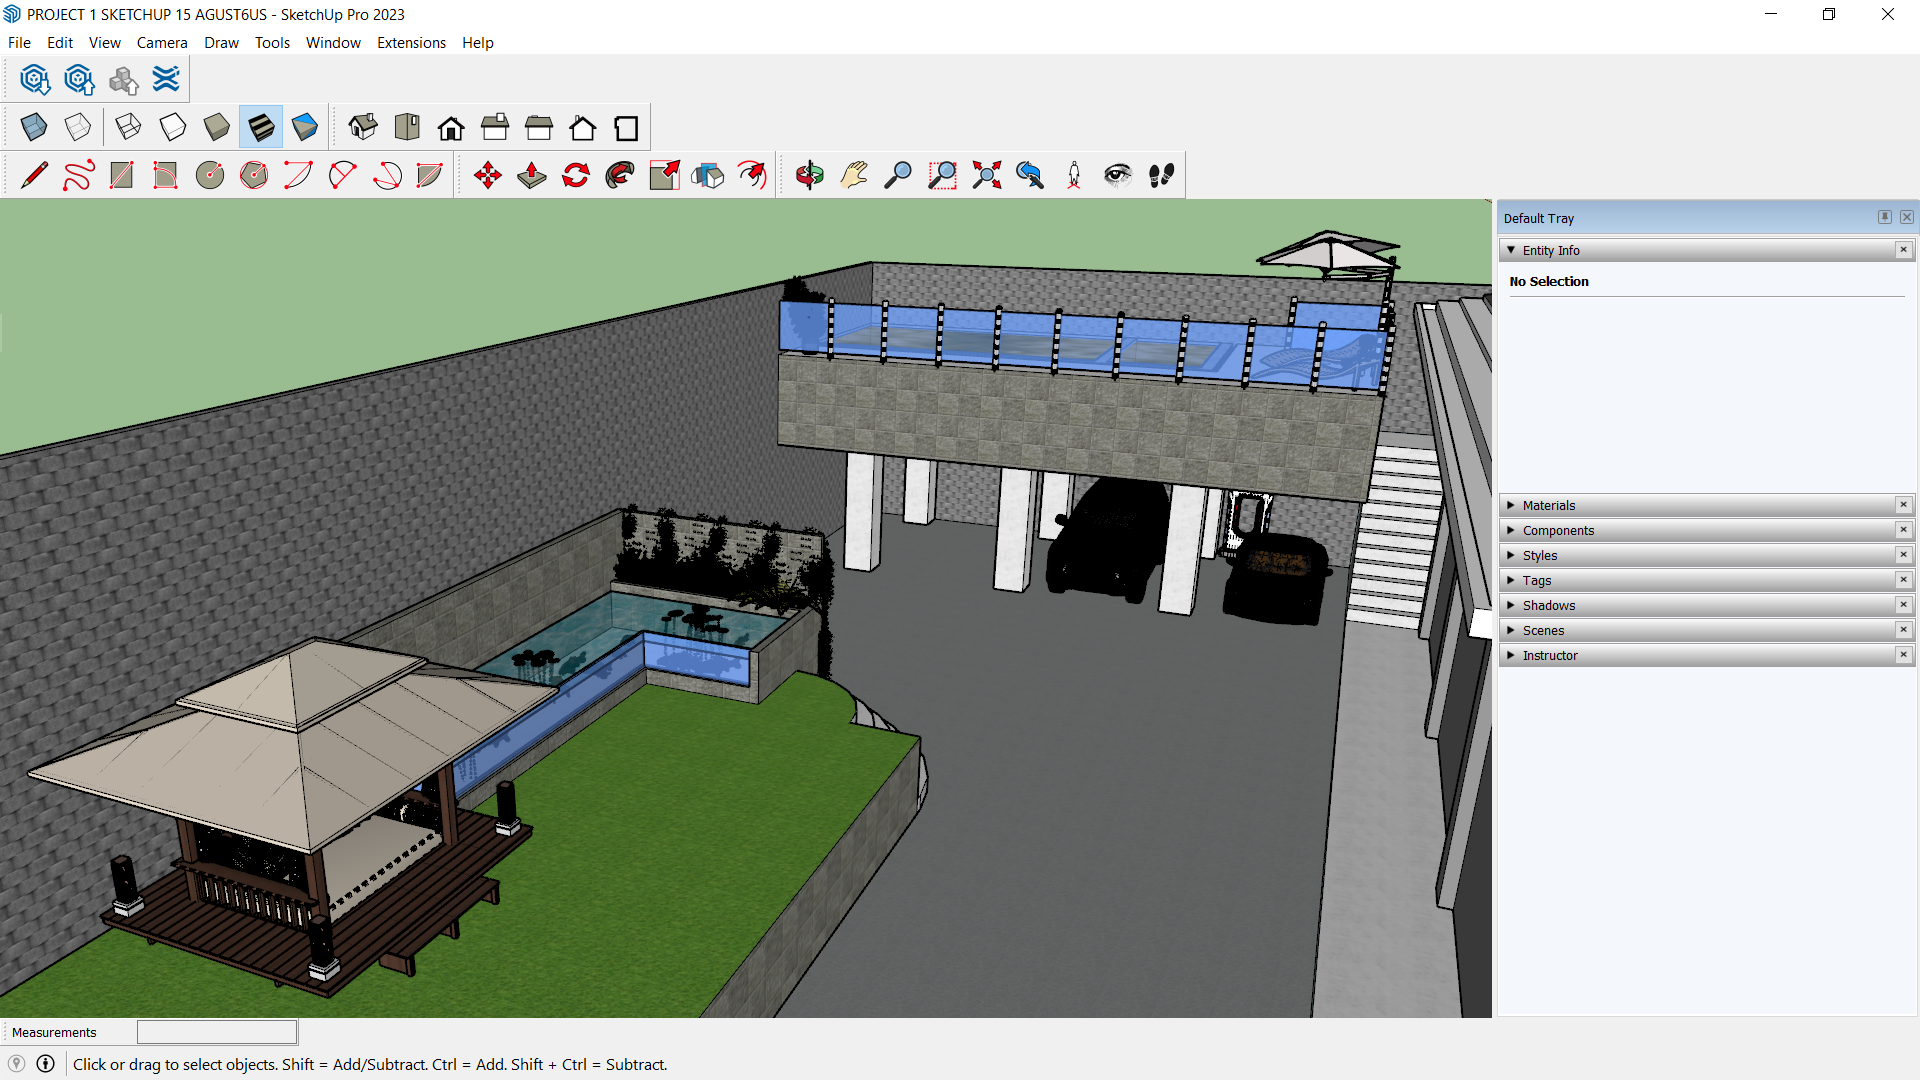 PROJECT 1 SKETCHUP 15 AGUST6US - SketchUp Pro 2023
File Edit View Camera Draw Tools Window Extensions Help
Default Tray
Entity Info
No Selection
Materials
Components
Styles
Tags
Shadows
Scenes
Instructor
Measurements
Click or drag to select objects. Shift = Add/Subtract. Ctrl = Add. Shift + Ctrl = Subtract.